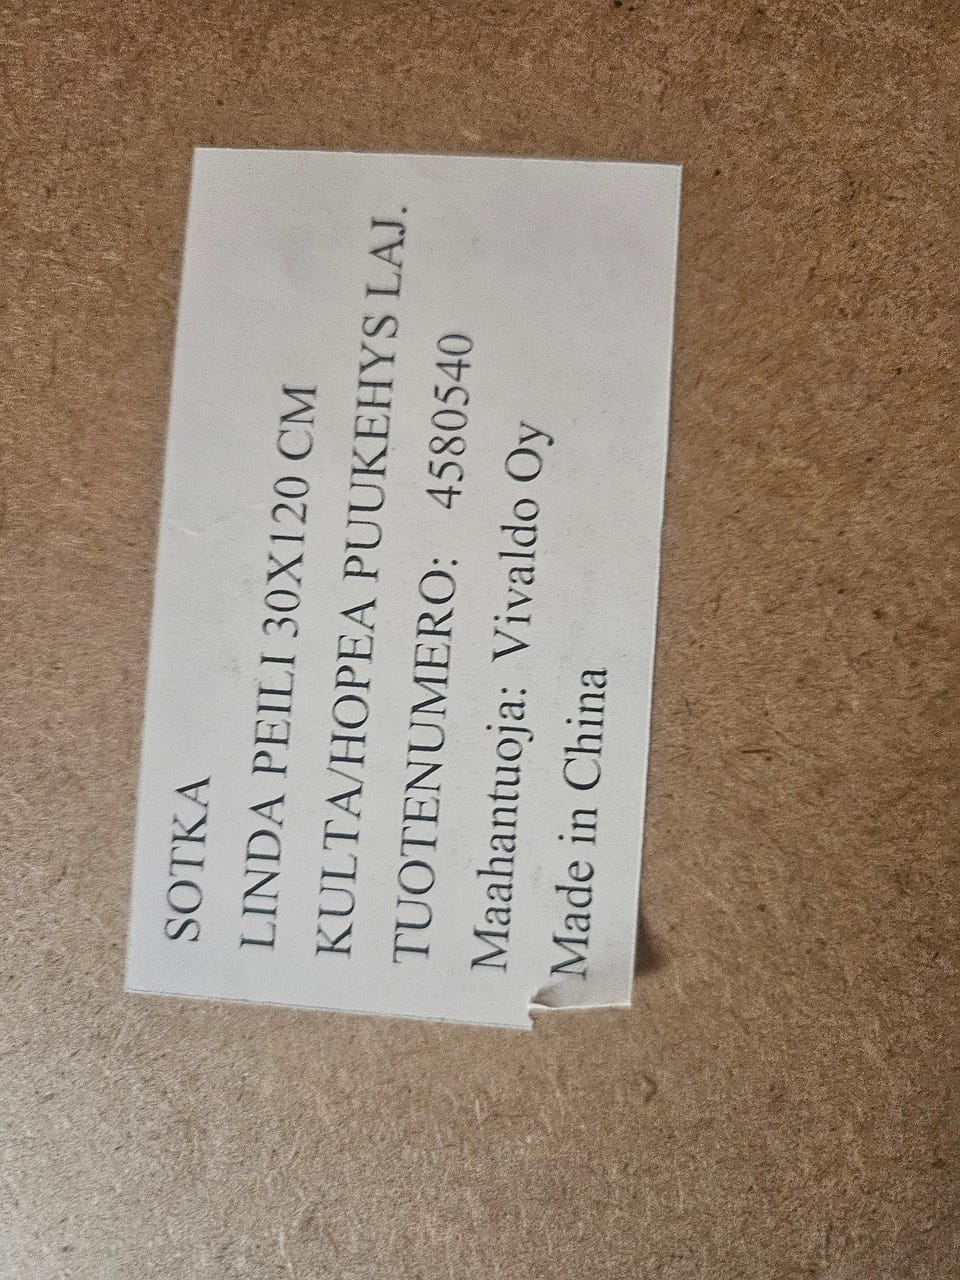 SOTKA
LINDA PEILI 30X120 CM
KULTA/HOPEA PUUKEHYS LAJ.
TUOTENUMERO: 4580540
Maahantuoja: Vivaldo Oy
Made in China